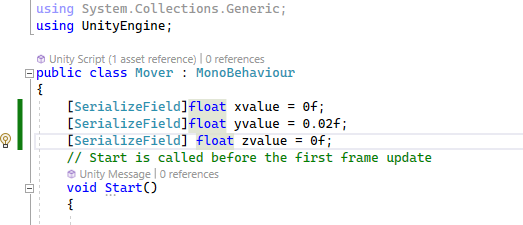 using System.Collections.Generic;
using UnityEngine;
Unity Script (1 asset reference) | 0 references
public class Mover : MonoBehaviour
{
[SerializeField]float xvalue = 0f;
[SerializeField]float yvalue = 0.02f;
[SerializeField] float zvalue = 0f;
// Start is called before the first frame update
Unity Message | 0 references
void Start()
{